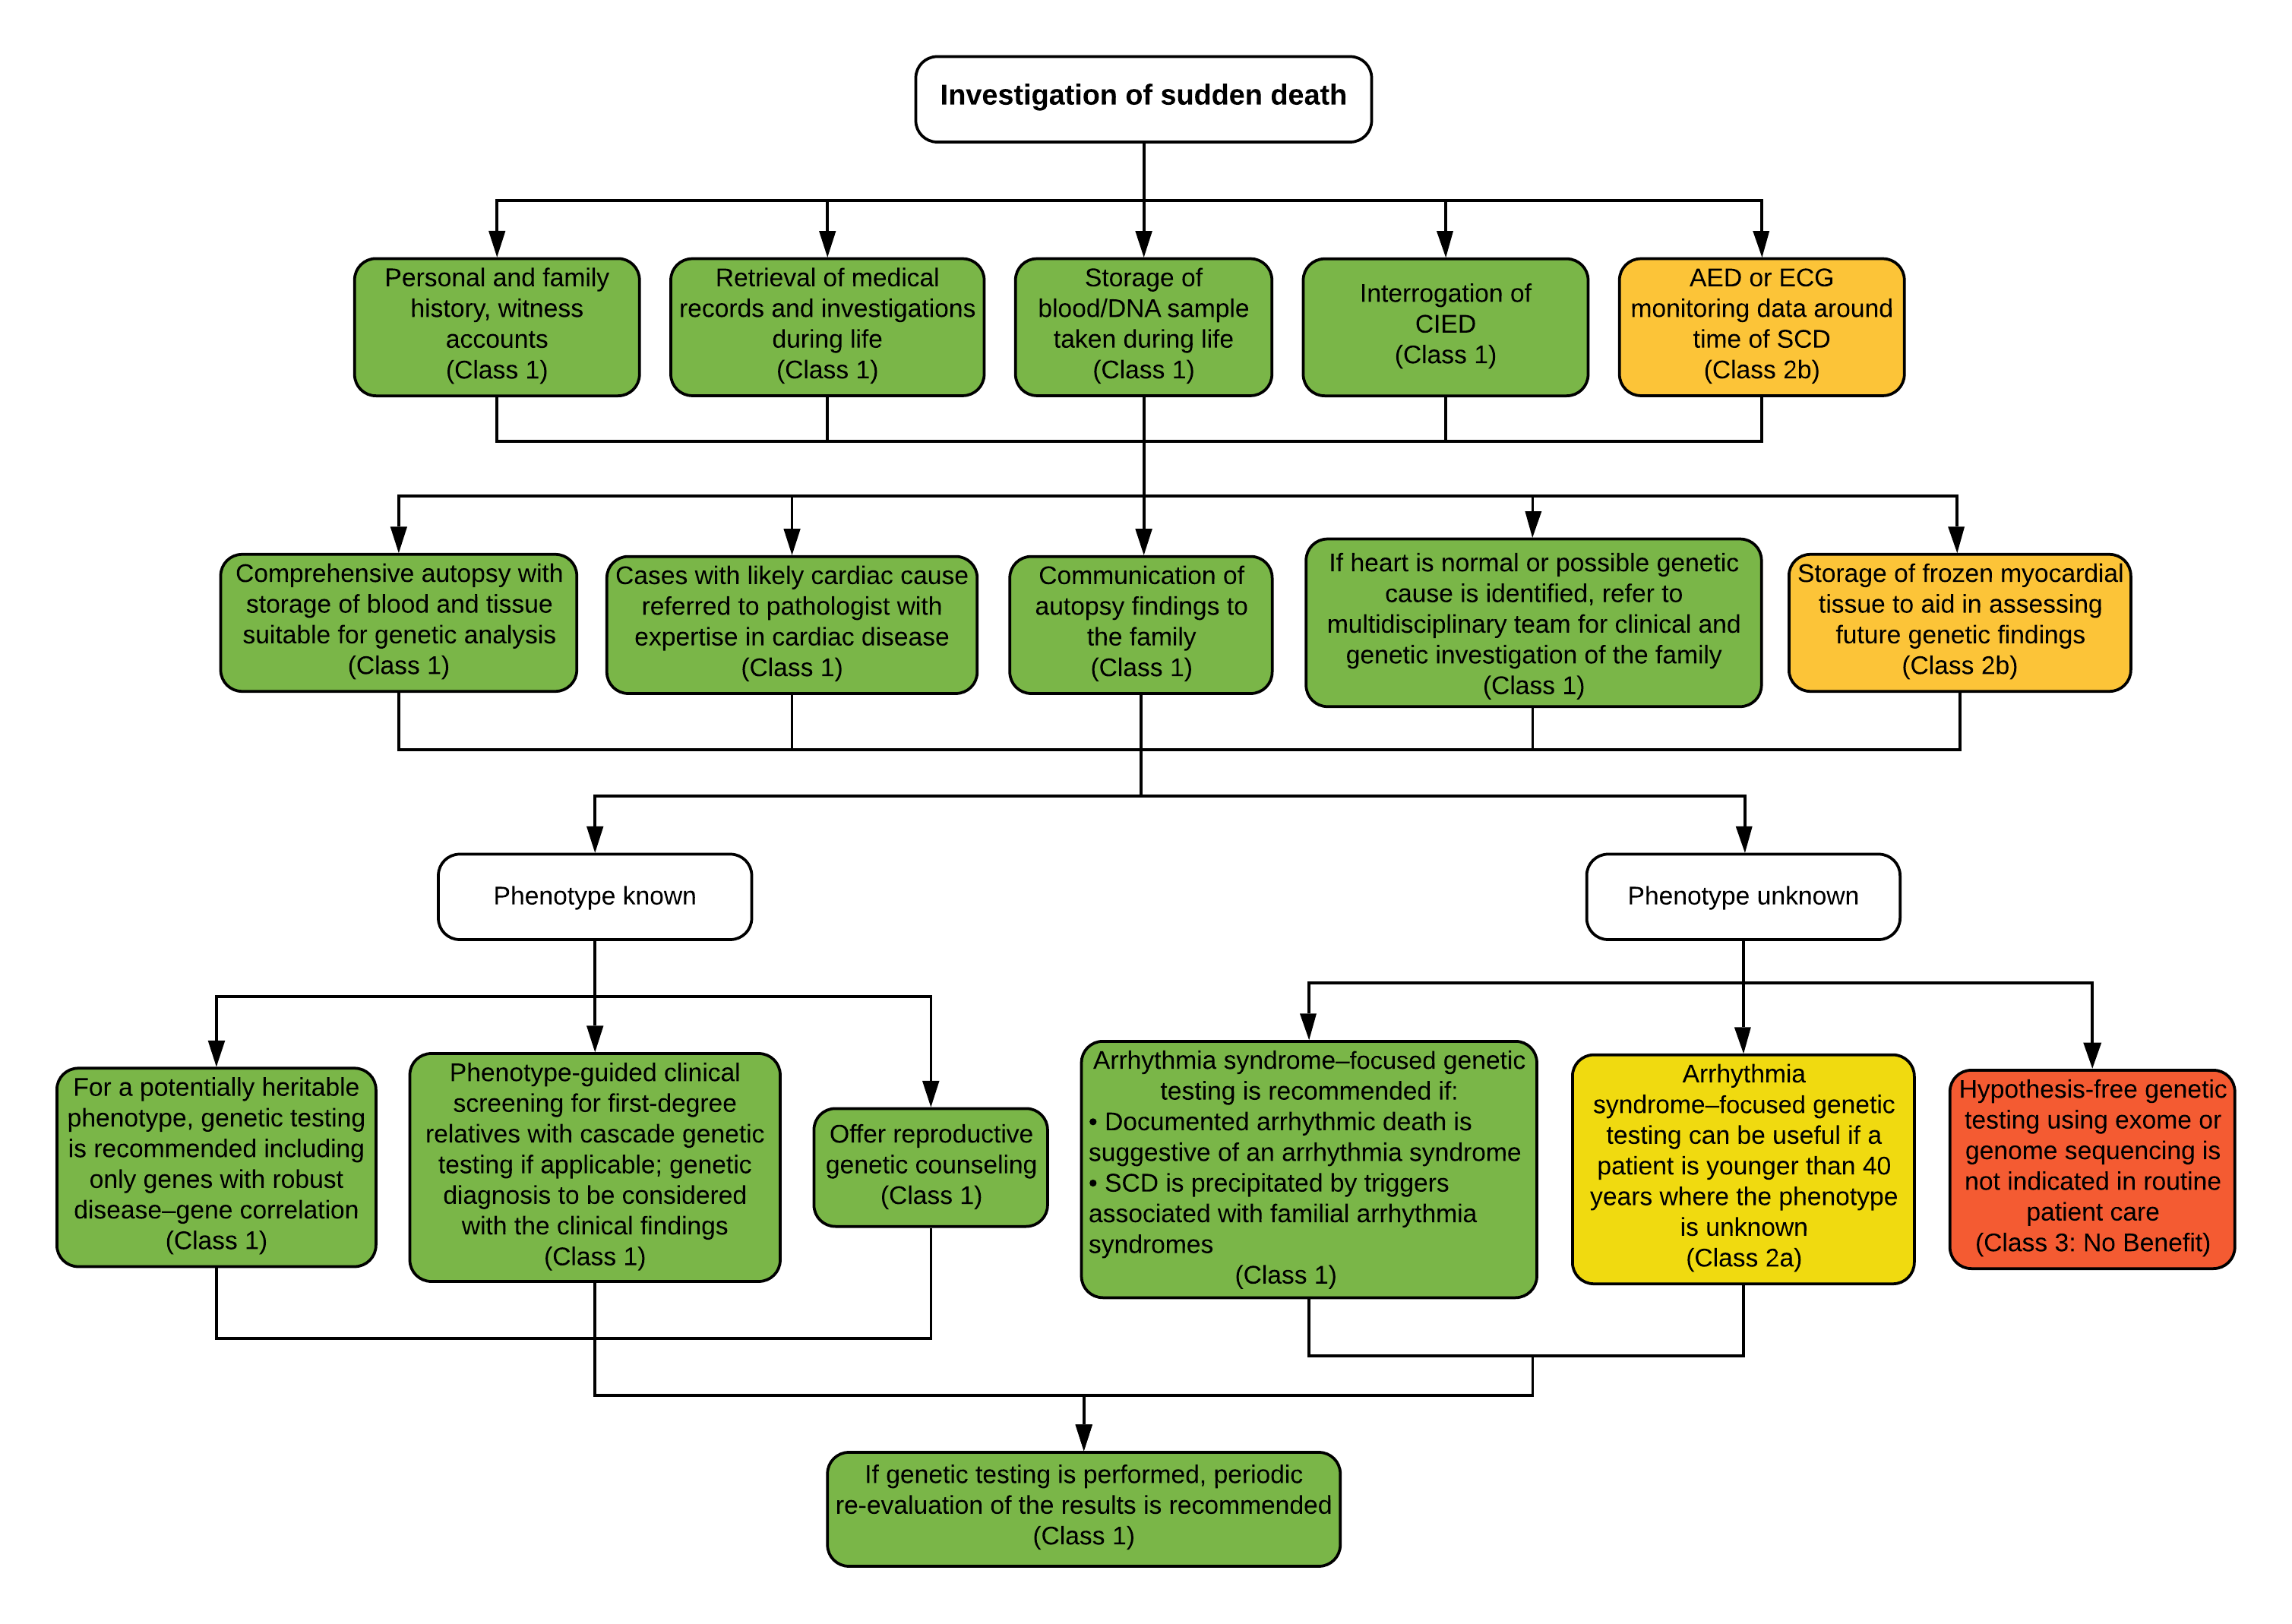 Investigation of sudden death
Personal and family
history, witness
accounts
(Class 1)
Retrieval of medical
records and investigations
during life
(Class 1)
Storage of
blood/DNA sample
taken during life
(Class 1)
Interrogation of
CIED
(Class 1)
AED or ECG
monitoring data around
time of SCD
(Class 2b)
Comprehensive autopsy with
storage of blood and tissue
suitable for genetic analysis
(Class 1)
Cases with likely cardiac cause
referred to pathologist with
expertise in cardiac disease
(Class 1)
Communication of
autopsy findings to
the family
(Class 1)
If heart is normal or possible genetic
cause is identified, refer to
multidisciplinary team for clinical and
genetic investigation of the family
(Class 1)
Storage of frozen myocardial
tissue to aid in assessing
future genetic findings
(Class 2b)
Phenotype known
Phenotype unknown
For a potentially heritable
phenotype, genetic testing
is recommended including
only genes with robust
disease–gene correlation
(Class 1)
Phenotype-guided clinical
screening for first-degree
relatives with cascade genetic
testing if applicable; genetic
diagnosis to be considered
with the clinical findings
(Class 1)
Offer reproductive
genetic counseling
(Class 1)
Arrhythmia syndrome–focused genetic
testing is recommended if:
• Documented arrhythmic death is
suggestive of an arrhythmia syndrome
• SCD is precipitated by triggers
associated with familial arrhythmia
syndromes
(Class 1)
Arrhythmia
syndrome–focused genetic
testing can be useful if a
patient is younger than 40
years where the phenotype
is unknown
(Class 2a)
Hypothesis-free genetic
testing using exome or
genome sequencing is
not indicated in routine
patient care
(Class 3: No Benefit)
If genetic testing is performed, periodic
re-evaluation of the results is recommended
(Class 1)